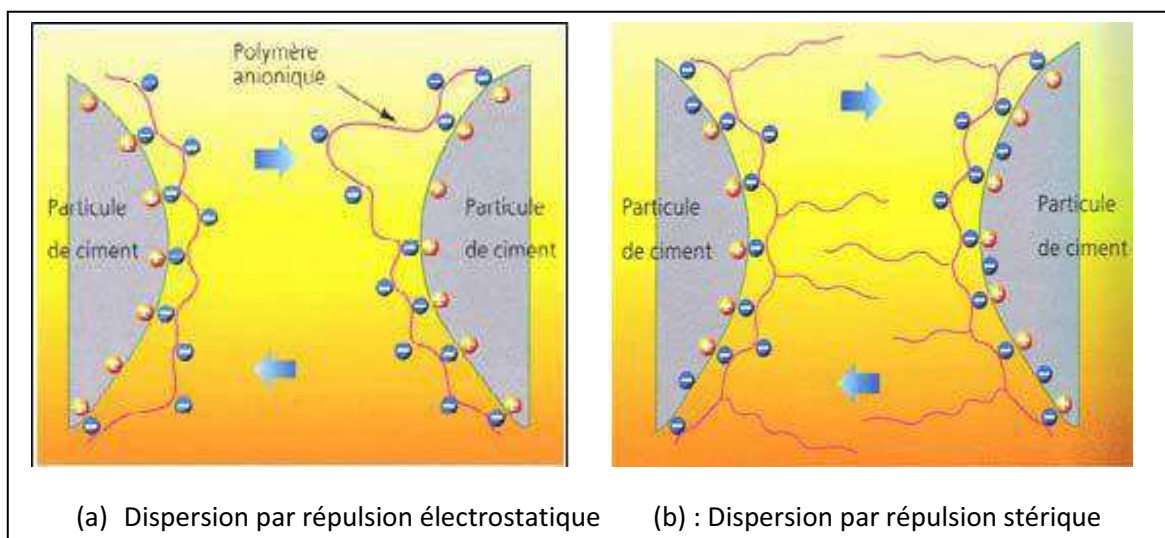 Polymère
anionique
Particule
de ciment
Particule
de ciment
Particule
de ciment
Particule
de ciment
(a) Dispersion par répulsion électrostatique
(b) : Dispersion par répulsion stérique